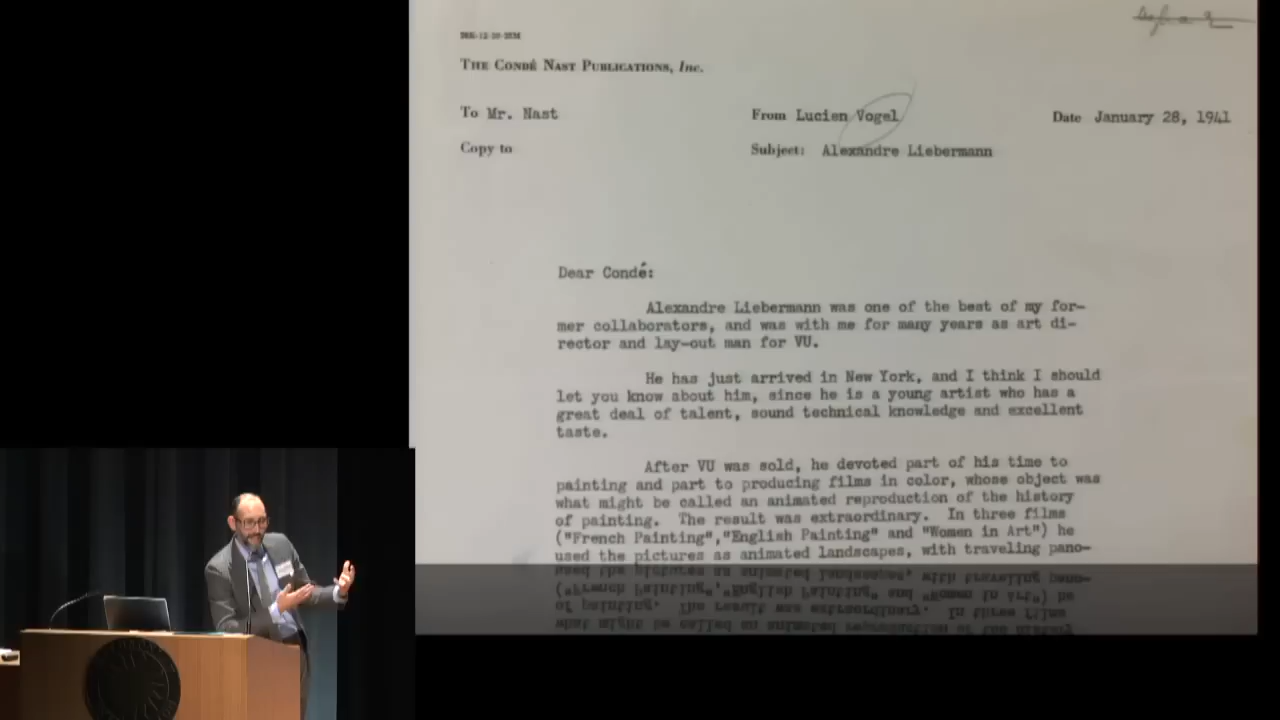 THE CONDÉ NAST PUBLICATIONS, Inc.
To Mr. Nast
From Lucien Vogel
Date January 28, 1941
Copy to
Subject: Alexandre Liebermann
Dear Condé:
Alexandre Liebermann was one of the best of my for-
mer collaborators, and was with me for many years as art di-
rector and lay-out man for VU.
He has just arrived in New York, and I think I should
let you know about him, since he is a young artist who has a
great deal of talent, sound technical knowledge and excellent
taste.
After VU was sold, he devoted part of his time to
painting and part to producing films in color, whose object was
what might be called an animated reproduction of the history
of painting. The result was extraordinary. In three films
("French Painting","English Painting" and "Women in Art") he
used the pictures as animated landscapes, with traveling pano-